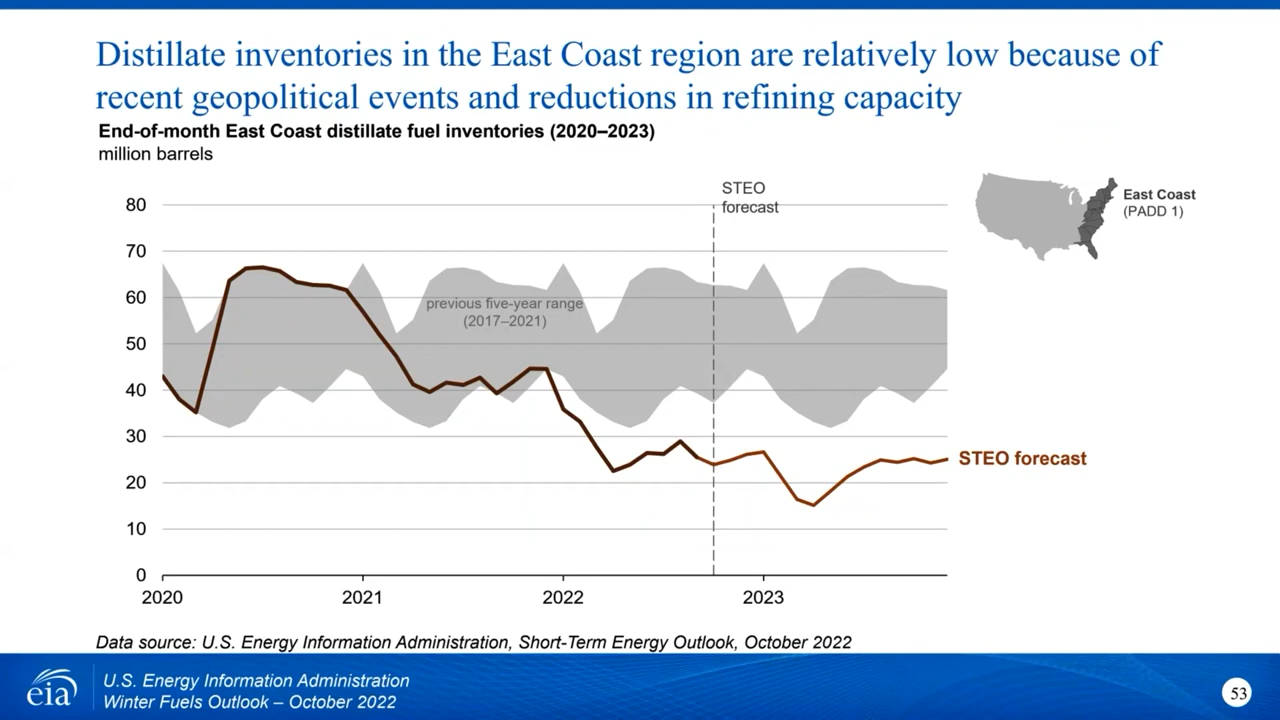 Distillate inventories in the East Coast region are relatively low because of
recent geopolitical events and reductions in refining capacity
End-of-month East Coast distillate fuel inventories (2020–2023)
million barrels
STEO
forecast
East Coast
(PADD 1)
80
70
60
50
40
30
20
10
0
previous five-year range
(2017–2021)
STEO forecast
2020
2021
2022
2023
Data source: U.S. Energy Information Administration, Short-Term Energy Outlook, October 2022
eia
U.S. Energy Information Administration
Winter Fuels Outlook – October 2022
53